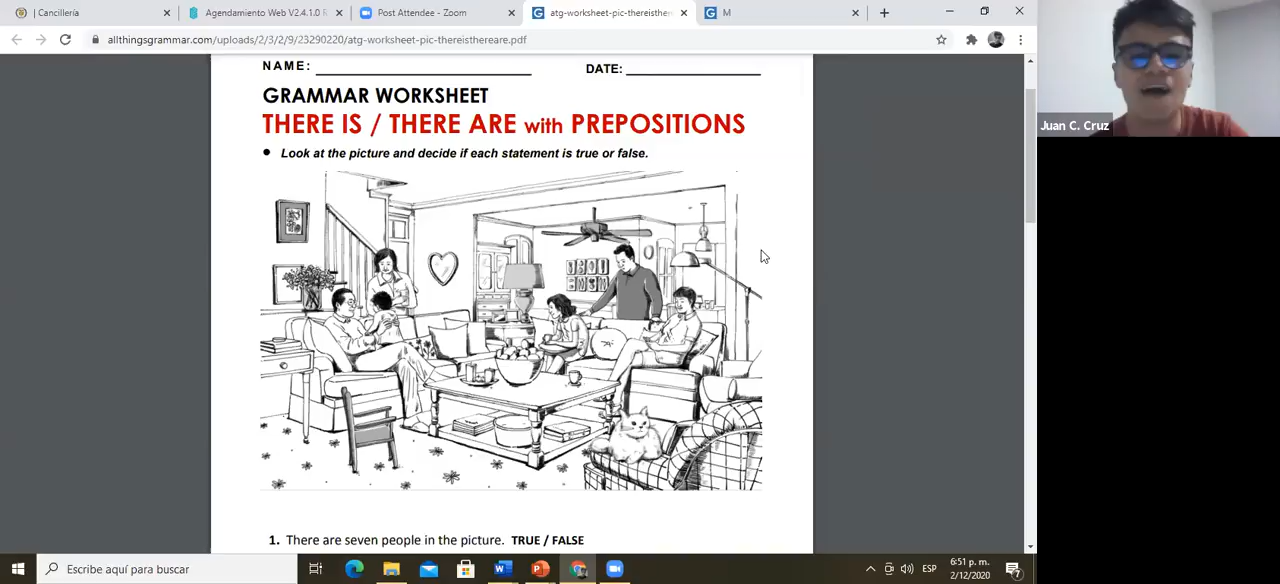 | Cancillería
Agendamiento Web V2.4.1.0 R
Post Attendee - Zoom
atg-worksheet-pic-thereisther
M
allthingsgrammar.com/uploads/2/3/2/9/23290220/atg-worksheet-pic-thereisthereare.pdf
NAME:
DATE:
GRAMMAR WORKSHEET
THERE IS / THERE ARE with PREPOSITIONS
Look at the picture and decide if each statement is true or false.
1. There are seven people in the picture. TRUE / FALSE
Juan C. Cruz
Escribe aquí para buscar
ESP
6:51 p. m.
2/12/2020
7